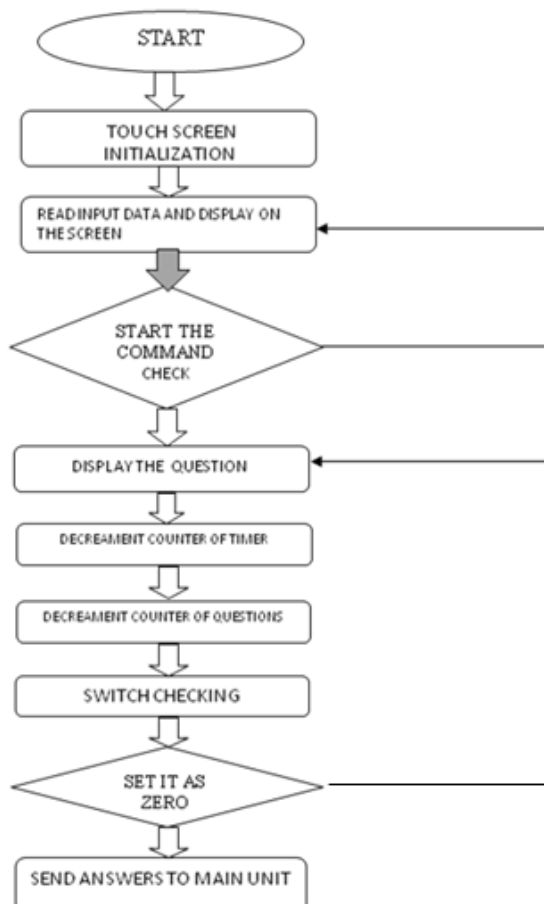 START
TOUCH SCREEN
INITIALIZATION
READ INPUT DATA AND DISPLAY ON
THE SCREEN
START THE
COMMAND
CHECK
DISPLAY THE QUESTION
DECREAMENT COUNTER OF TIMER
DECREAMENT COUNTER OF QUESTIONS
SWITCH CHECKING
SET IT AS
ZERO
SEND ANSWERS TO MAIN UNIT